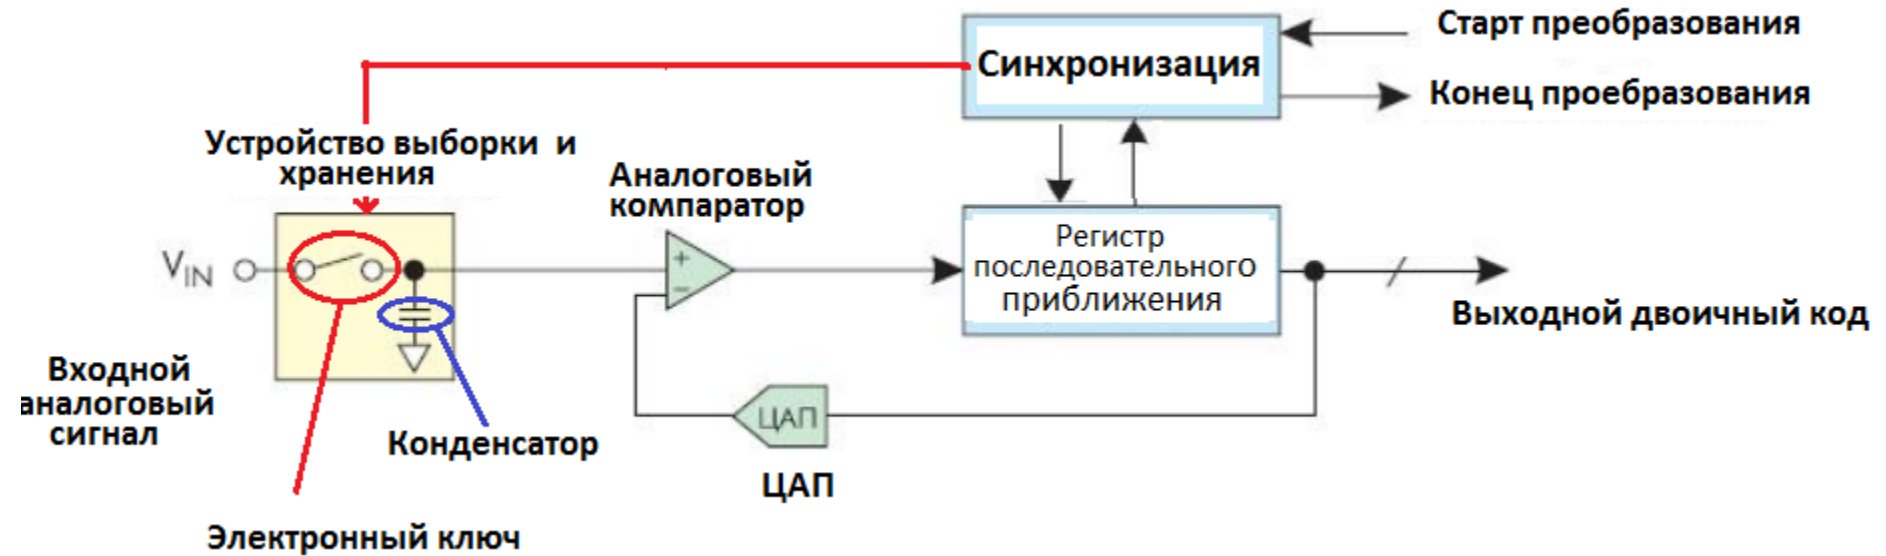 Синхронизация
Старт преобразования
Конец проебразования
Устройство выборки и
хранения
Аналоговый
компаратор
Регистр
последовательного
приближения
VIN
+
−
Выходной двоичный код
Входной
аналоговый
сигнал
Конденсатор
ЦАП
ЦАП
Электронный ключ